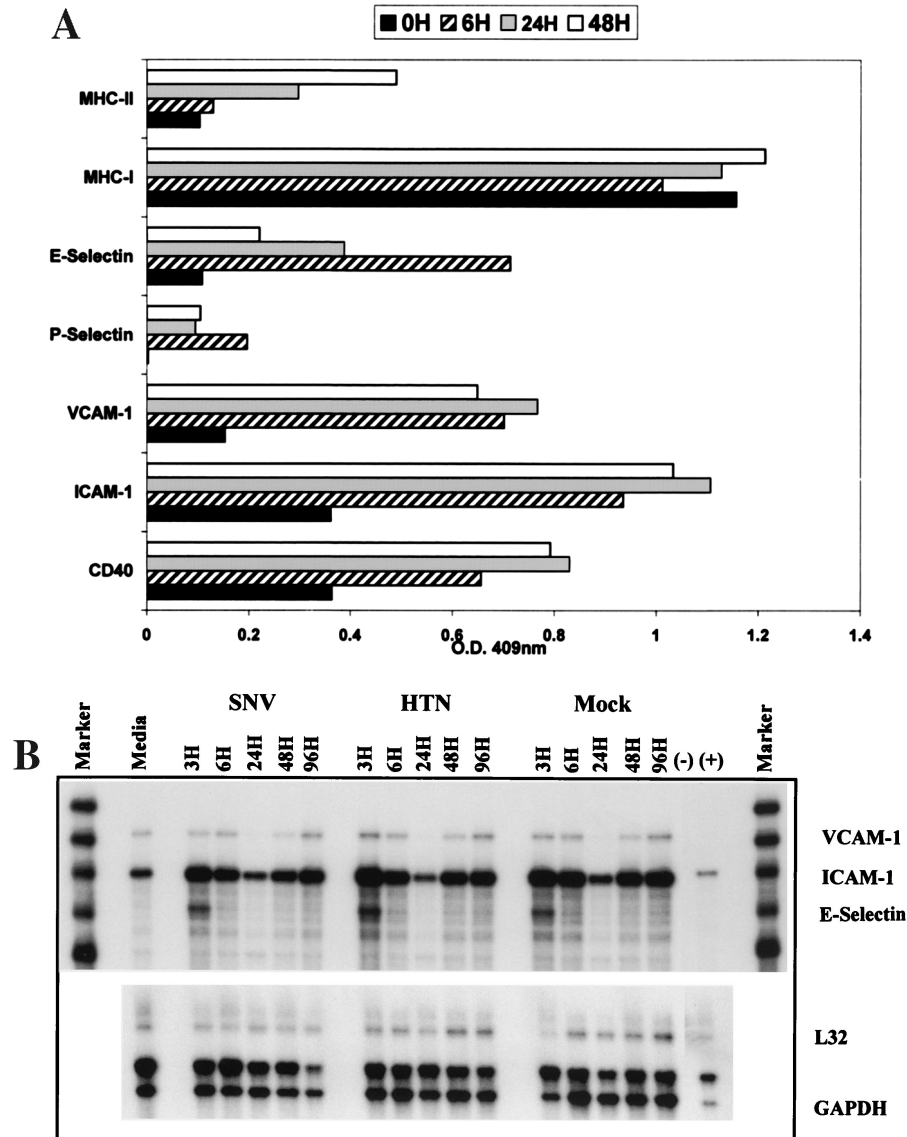 A
0H 6H 24H 48H
MHC-II
MHC-I
E-Selectin
P-Selectin
VCAM-1
ICAM-1
CD40
0 0.2 0.4 0.6 0.8 1 1.2 1.4
O.D. 409nm
B
SNV HTN Mock
Marker Media 3H 6H 24H 48H 96H 3H 6H 24H 48H 96H 3H 6H 24H 48H 96H (-) (+) Marker
VCAM-1
ICAM-1
E-Selectin
L32
GAPDH